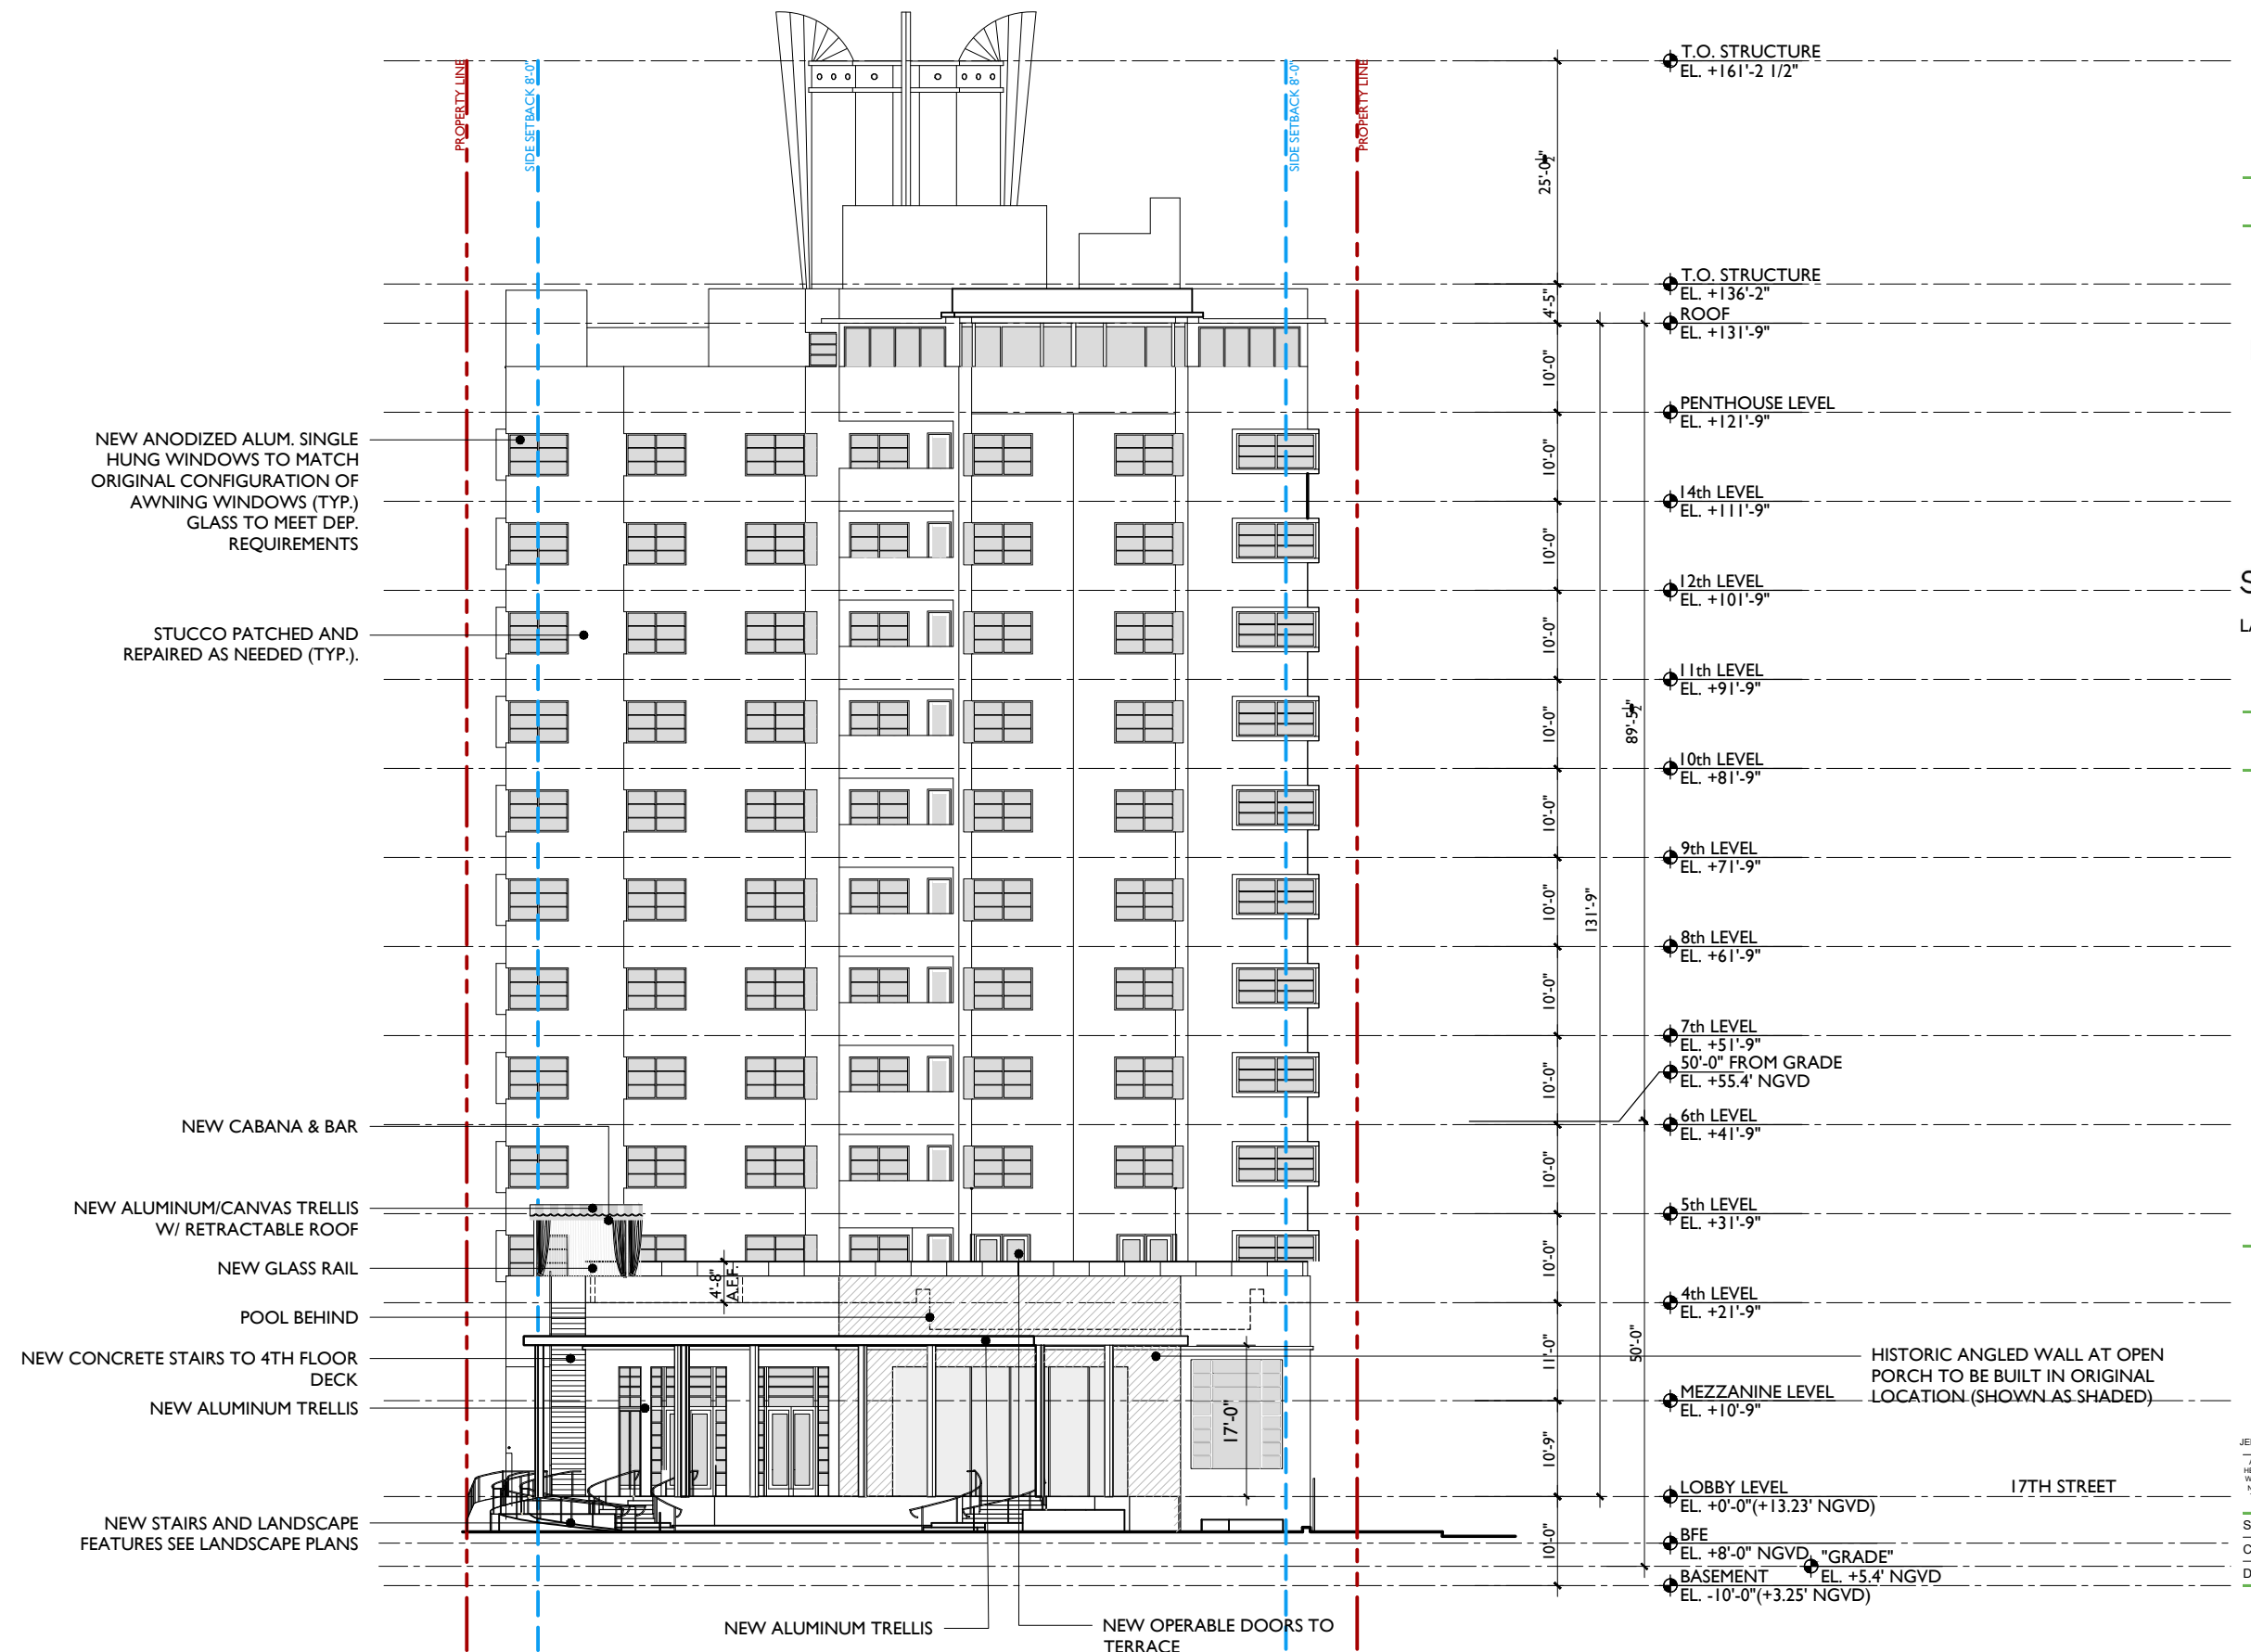 PROPERTY LINE
SIDE SETBACK 8'-0"
SIDE SETBACK 8'-0"
PROPERTY LINE
T.O. STRUCTURE
EL. +161'-2 1/2"
25'-0½"
T.O. STRUCTURE
EL. +136'-2"
4'-5"
ROOF
EL. +131'-9"
10'-0"
PENTHOUSE LEVEL
EL. +121'-9"
NEW ANODIZED ALUM. SINGLE
HUNG WINDOWS TO MATCH
ORIGINAL CONFIGURATION OF
AWNING WINDOWS (TYP.)
GLASS TO MEET DEP.
REQUIREMENTS
10'-0"
14th LEVEL
EL. +111'-9"
10'-0"
12th LEVEL
EL. +101'-9"
STUCCO PATCHED AND
REPAIRED AS NEEDED (TYP.).
10'-0"
11th LEVEL
EL. +91'-9"
10'-0"
89'-5½"
10th LEVEL
EL. +81'-9"
10'-0"
9th LEVEL
EL. +71'-9"
10'-0"
131'-9"
8th LEVEL
EL. +61'-9"
10'-0"
7th LEVEL
EL. +51'-9"
50'-0" FROM GRADE
EL. +55.4' NGVD
10'-0"
6th LEVEL
EL. +41'-9"
NEW CABANA & BAR
10'-0"
5th LEVEL
EL. +31'-9"
NEW ALUMINUM/CANVAS TRELLIS
W/ RETRACTABLE ROOF
NEW GLASS RAIL
4'-8"
A.F.F.
10'-0"
4th LEVEL
EL. +21'-9"
POOL BEHIND
NEW CONCRETE STAIRS TO 4TH FLOOR
DECK
11'-0"
50'-0"
HISTORIC ANGLED WALL AT OPEN
PORCH TO BE BUILT IN ORIGINAL
LOCATION (SHOWN AS SHADED)
NEW ALUMINUM TRELLIS
17'-0"
MEZZANINE LEVEL
EL. +10'-9"
10'-9"
LOBBY LEVEL
EL. +0'-0"(+13.23' NGVD)
17TH STREET
NEW STAIRS AND LANDSCAPE
FEATURES SEE LANDSCAPE PLANS
10'-0"
BFE
EL. +8'-0" NGVD
"GRADE"
EL. +5.4' NGVD
BASEMENT
EL. -10'-0"(+3.25' NGVD)
NEW ALUMINUM TRELLIS
NEW OPERABLE DOORS TO
TERRACE